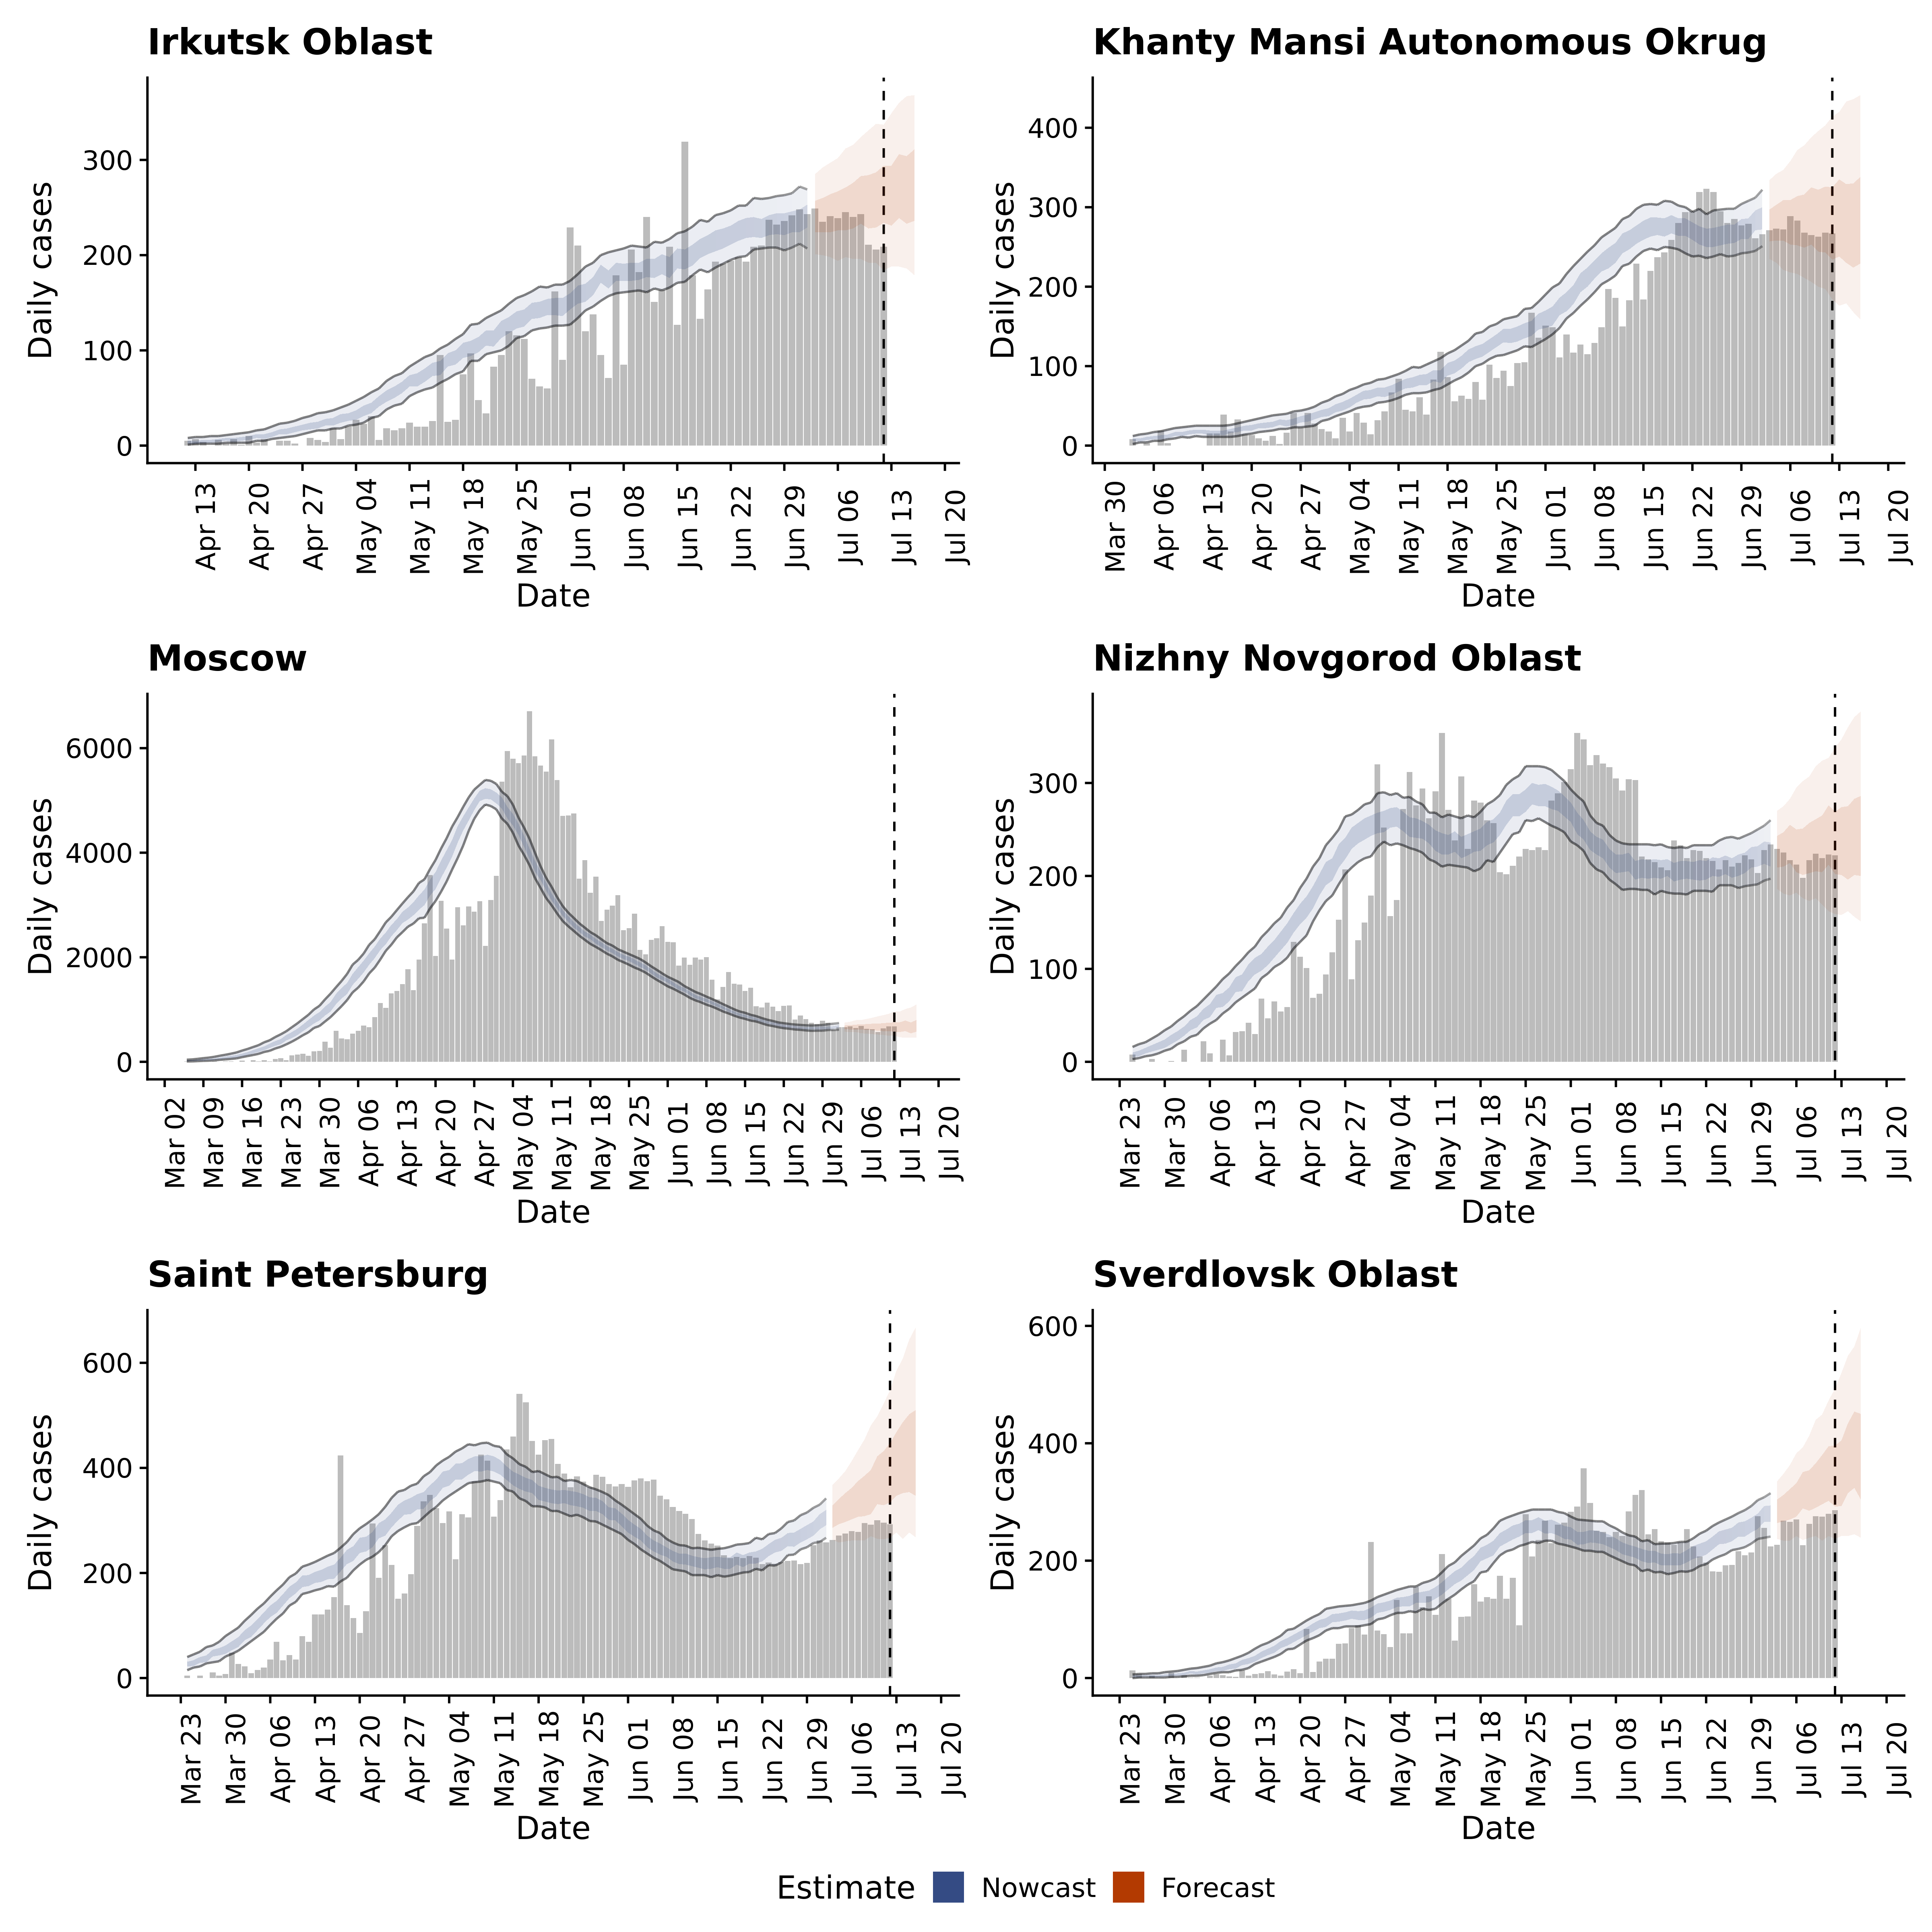 Irkutsk Oblast
Daily cases
300
200
100
0
Apr 13
Apr 20
Apr 27
May 04
May 11
May 18
May 25
Jun 01
Jun 08
Jun 15
Jun 22
Jun 29
Jul 06
Jul 13
Jul 20
Date
Khanty Mansi Autonomous Okrug
Daily cases
400
300
200
100
0
Mar 30
Apr 06
Apr 13
Apr 20
Apr 27
May 04
May 11
May 18
May 25
Jun 01
Jun 08
Jun 15
Jun 22
Jun 29
Jul 06
Jul 13
Jul 20
Date
Moscow
Daily cases
6000
4000
2000
0
Mar 02
Mar 09
Mar 16
Mar 23
Mar 30
Apr 06
Apr 13
Apr 20
Apr 27
May 04
May 11
May 18
May 25
Jun 01
Jun 08
Jun 15
Jun 22
Jun 29
Jul 06
Jul 13
Jul 20
Date
Nizhny Novgorod Oblast
Daily cases
300
200
100
0
Mar 23
Mar 30
Apr 06
Apr 13
Apr 20
Apr 27
May 04
May 11
May 18
May 25
Jun 01
Jun 08
Jun 15
Jun 22
Jun 29
Jul 06
Jul 13
Jul 20
Date
Saint Petersburg
Daily cases
600
400
200
0
Mar 23
Mar 30
Apr 06
Apr 13
Apr 20
Apr 27
May 04
May 11
May 18
May 25
Jun 01
Jun 08
Jun 15
Jun 22
Jun 29
Jul 06
Jul 13
Jul 20
Date
Sverdlovsk Oblast
Daily cases
600
400
200
0
Mar 23
Mar 30
Apr 06
Apr 13
Apr 20
Apr 27
May 04
May 11
May 18
May 25
Jun 01
Jun 08
Jun 15
Jun 22
Jun 29
Jul 06
Jul 13
Jul 20
Date
Estimate Nowcast Forecast